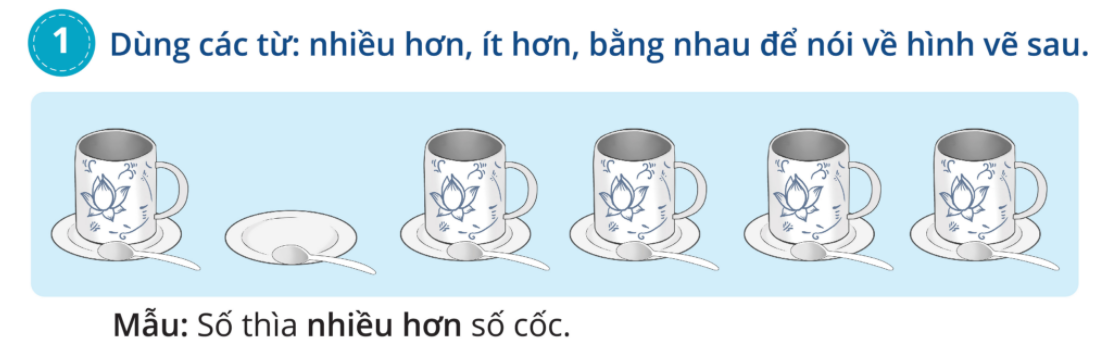 1 Dùng các từ: nhiều hơn, ít hơn, bằng nhau để nói về hình vẽ sau.
Mẫu: Số thìa nhiều hơn số cốc.